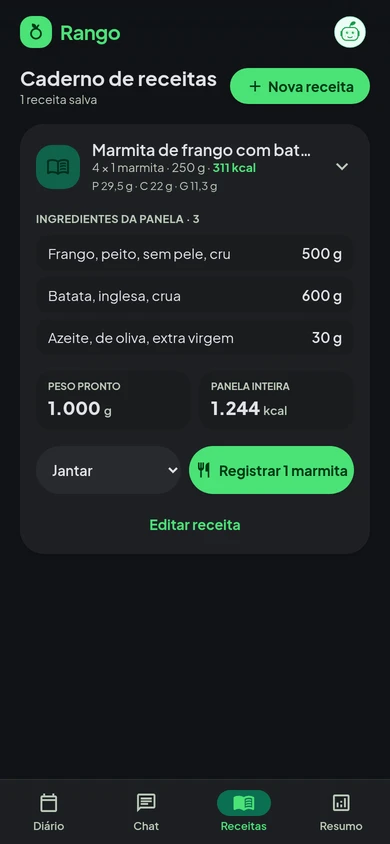 Rango
Caderno de receitas
1 receita salva
+ Nova receita
Marmita de frango com bat...
4 × 1 marmita · 250 g · 311 kcal
P 29,5 g · C 22 g · G 11,3 g
INGREDIENTES DA PANELA · 3
Frango, peito, sem pele, cru 500 g
Batata, inglesa, crua 600 g
Azeite, de oliva, extra virgem 30 g
PESO PRONTO
1.000 g
PANELA INTEIRA
1.244 kcal
Jantar
Registrar 1 marmita
Editar receita
Diário
Chat
Receitas
Resumo